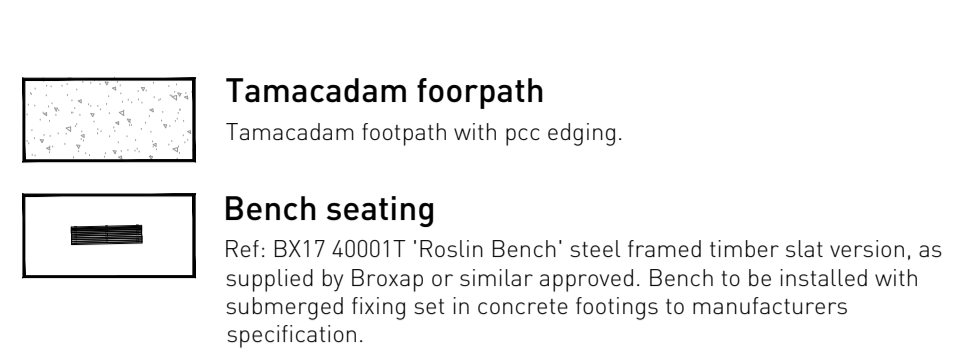 Tamacadam foorpath
Tamacadam footpath with pcc edging.
Bench seating
Ref: BX17 40001T 'Roslin Bench' steel framed timber slat version, as
supplied by Broxap or similar approved. Bench to be installed with
submerged fixing set in concrete footings to manufacturers
specification.